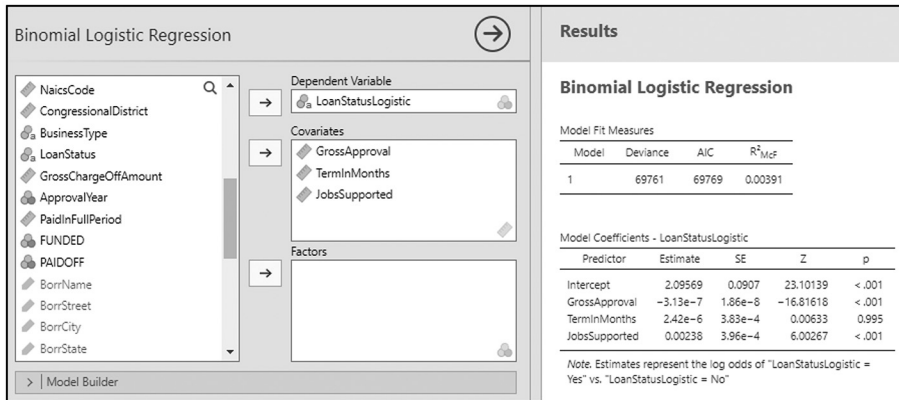 Binomial Logistic Regression
NaicsCode
CongressionalDistrict
BusinessType
LoanStatus
GrossChargeOffAmount
ApprovalYear
PaidInFullPeriod
FUNDED
PAIDOFF
BorrName
BorrStreet
BorrCity
BorrState
Dependent Variable
LoanStatusLogistic
Covariates
GrossApproval
TermInMonths
JobsSupported
Factors
> | Model Builder
Results
Binomial Logistic Regression
Model Fit Measures
Model Deviance AIC R²McF
1 69761 69769 0.00391
Model Coefficients - LoanStatusLogistic
Predictor Estimate SE Z p
Intercept 2.09569 0.0907 23.10139 < .001
GrossApproval −3.13e−7 1.86e−8 −16.81618 < .001
TermInMonths 2.42e−6 3.83e−4 0.00633 0.995
JobsSupported 0.00238 3.96e−4 6.00267 < .001
Note. Estimates represent the log odds of "LoanStatusLogistic =
Yes" vs. "LoanStatusLogistic = No"